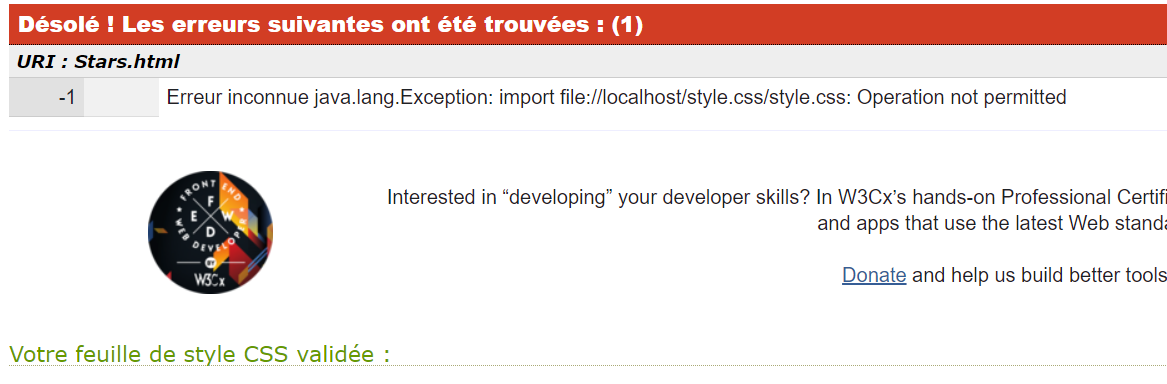 Désolé ! Les erreurs suivantes ont été trouvées : (1)
URI : Stars.html
-1 Erreur inconnue java.lang.Exception: import file://localhost/style.css/style.css: Operation not permitted
FRONT END
F
E W
D
WEB DEVELOPER
W3Cx
Interested in “developing” your developer skills? In W3Cx’s hands-on Professional Certifi
and apps that use the latest Web standa
Donate and help us build better tools
Votre feuille de style CSS validée :